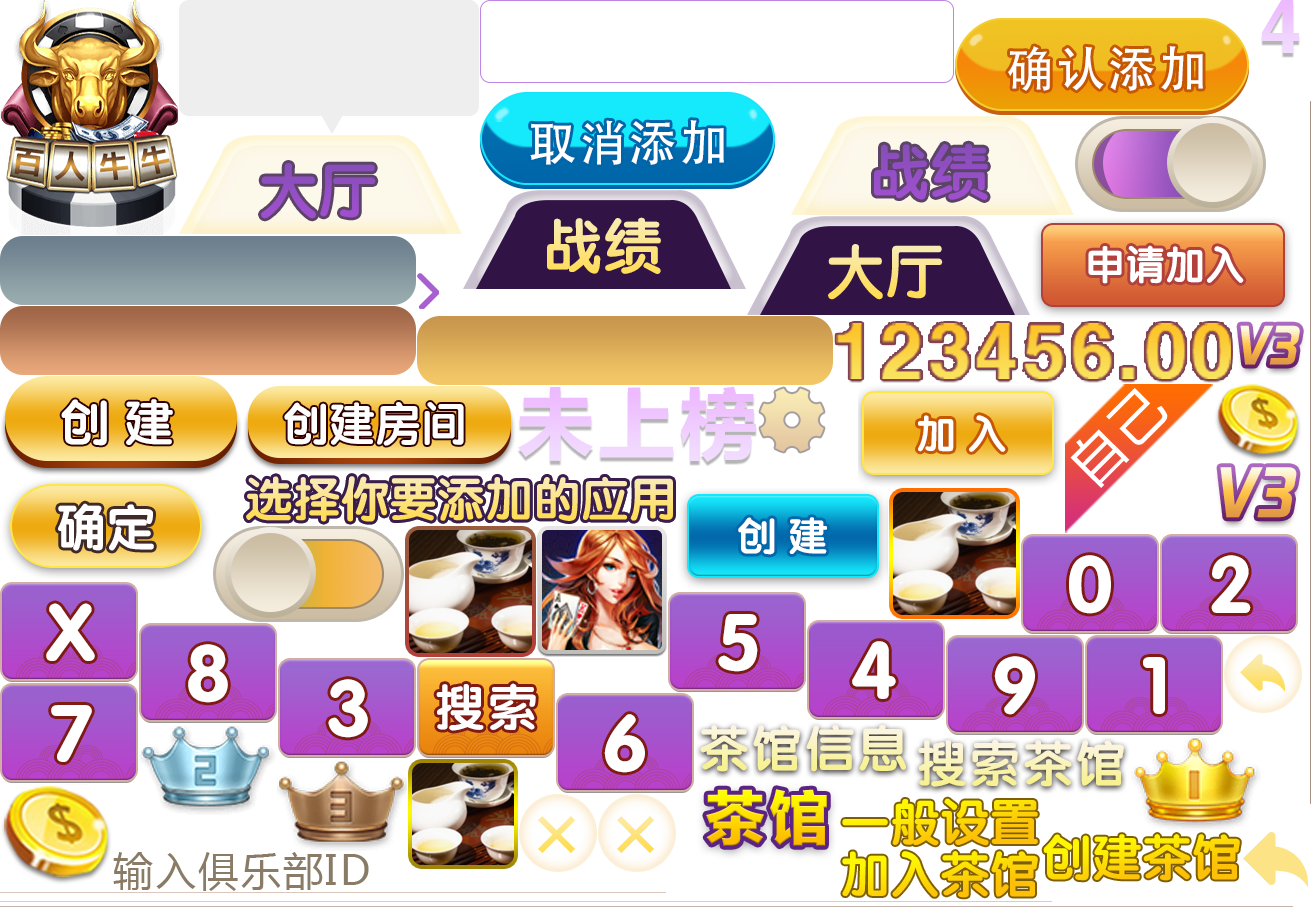 4
确认添加
取消添加
百人牛牛
大厅
战绩
战绩
大厅
申请加入
123456.00
V3
创 建
创建房间
未上榜
加 入
自己
$
V3
选择你要添加的应用
确定
创 建
0
2
X
5
8
4
9
1
3
搜索
7
6
2
茶馆信息
搜索茶馆
1
3
$
茶馆
一般设置
创建茶馆
加入茶馆
输入俱乐部ID